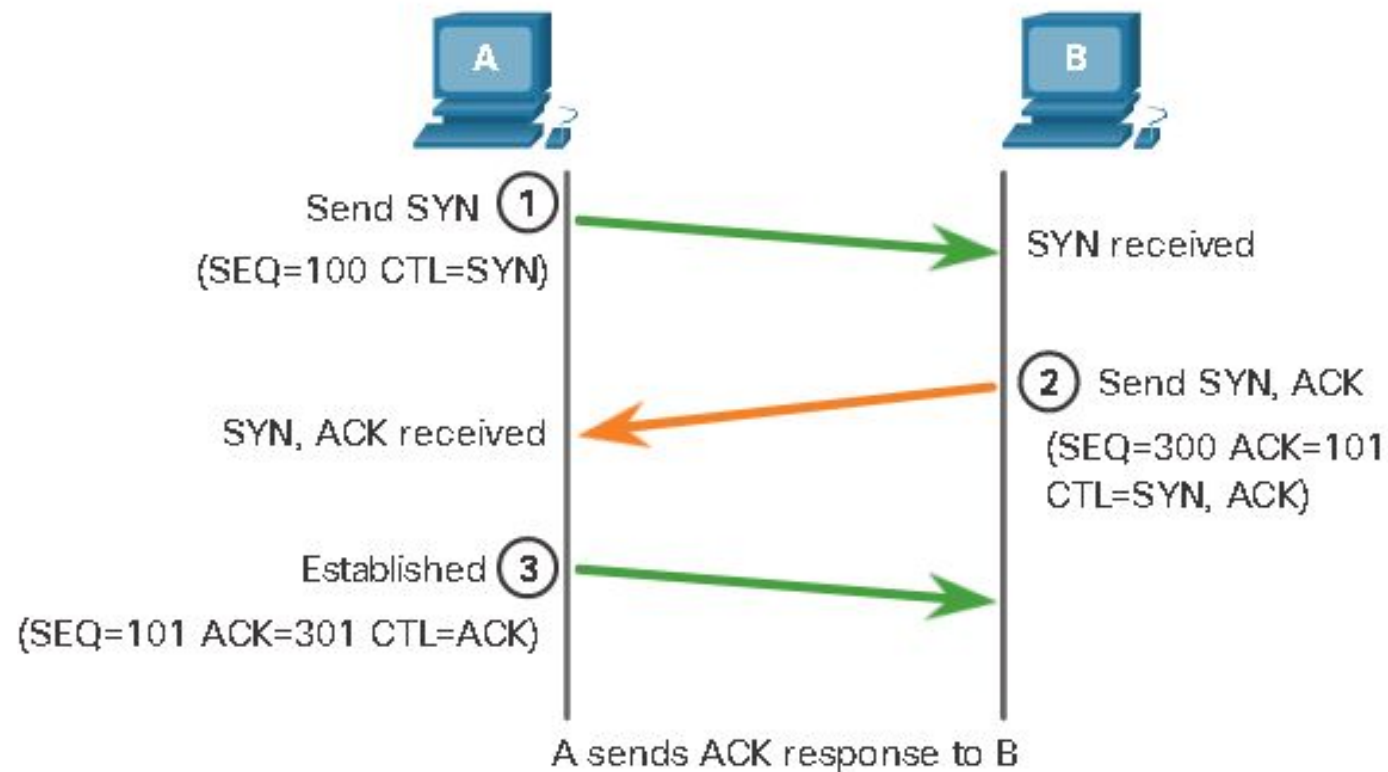 A
B
Send SYN 1
(SEQ=100 CTL=SYN)
SYN received
2 Send SYN, ACK
SYN, ACK received
(SEQ=300 ACK=101
CTL=SYN, ACK)
Established 3
(SEQ=101 ACK=301 CTL=ACK)
A sends ACK response to B